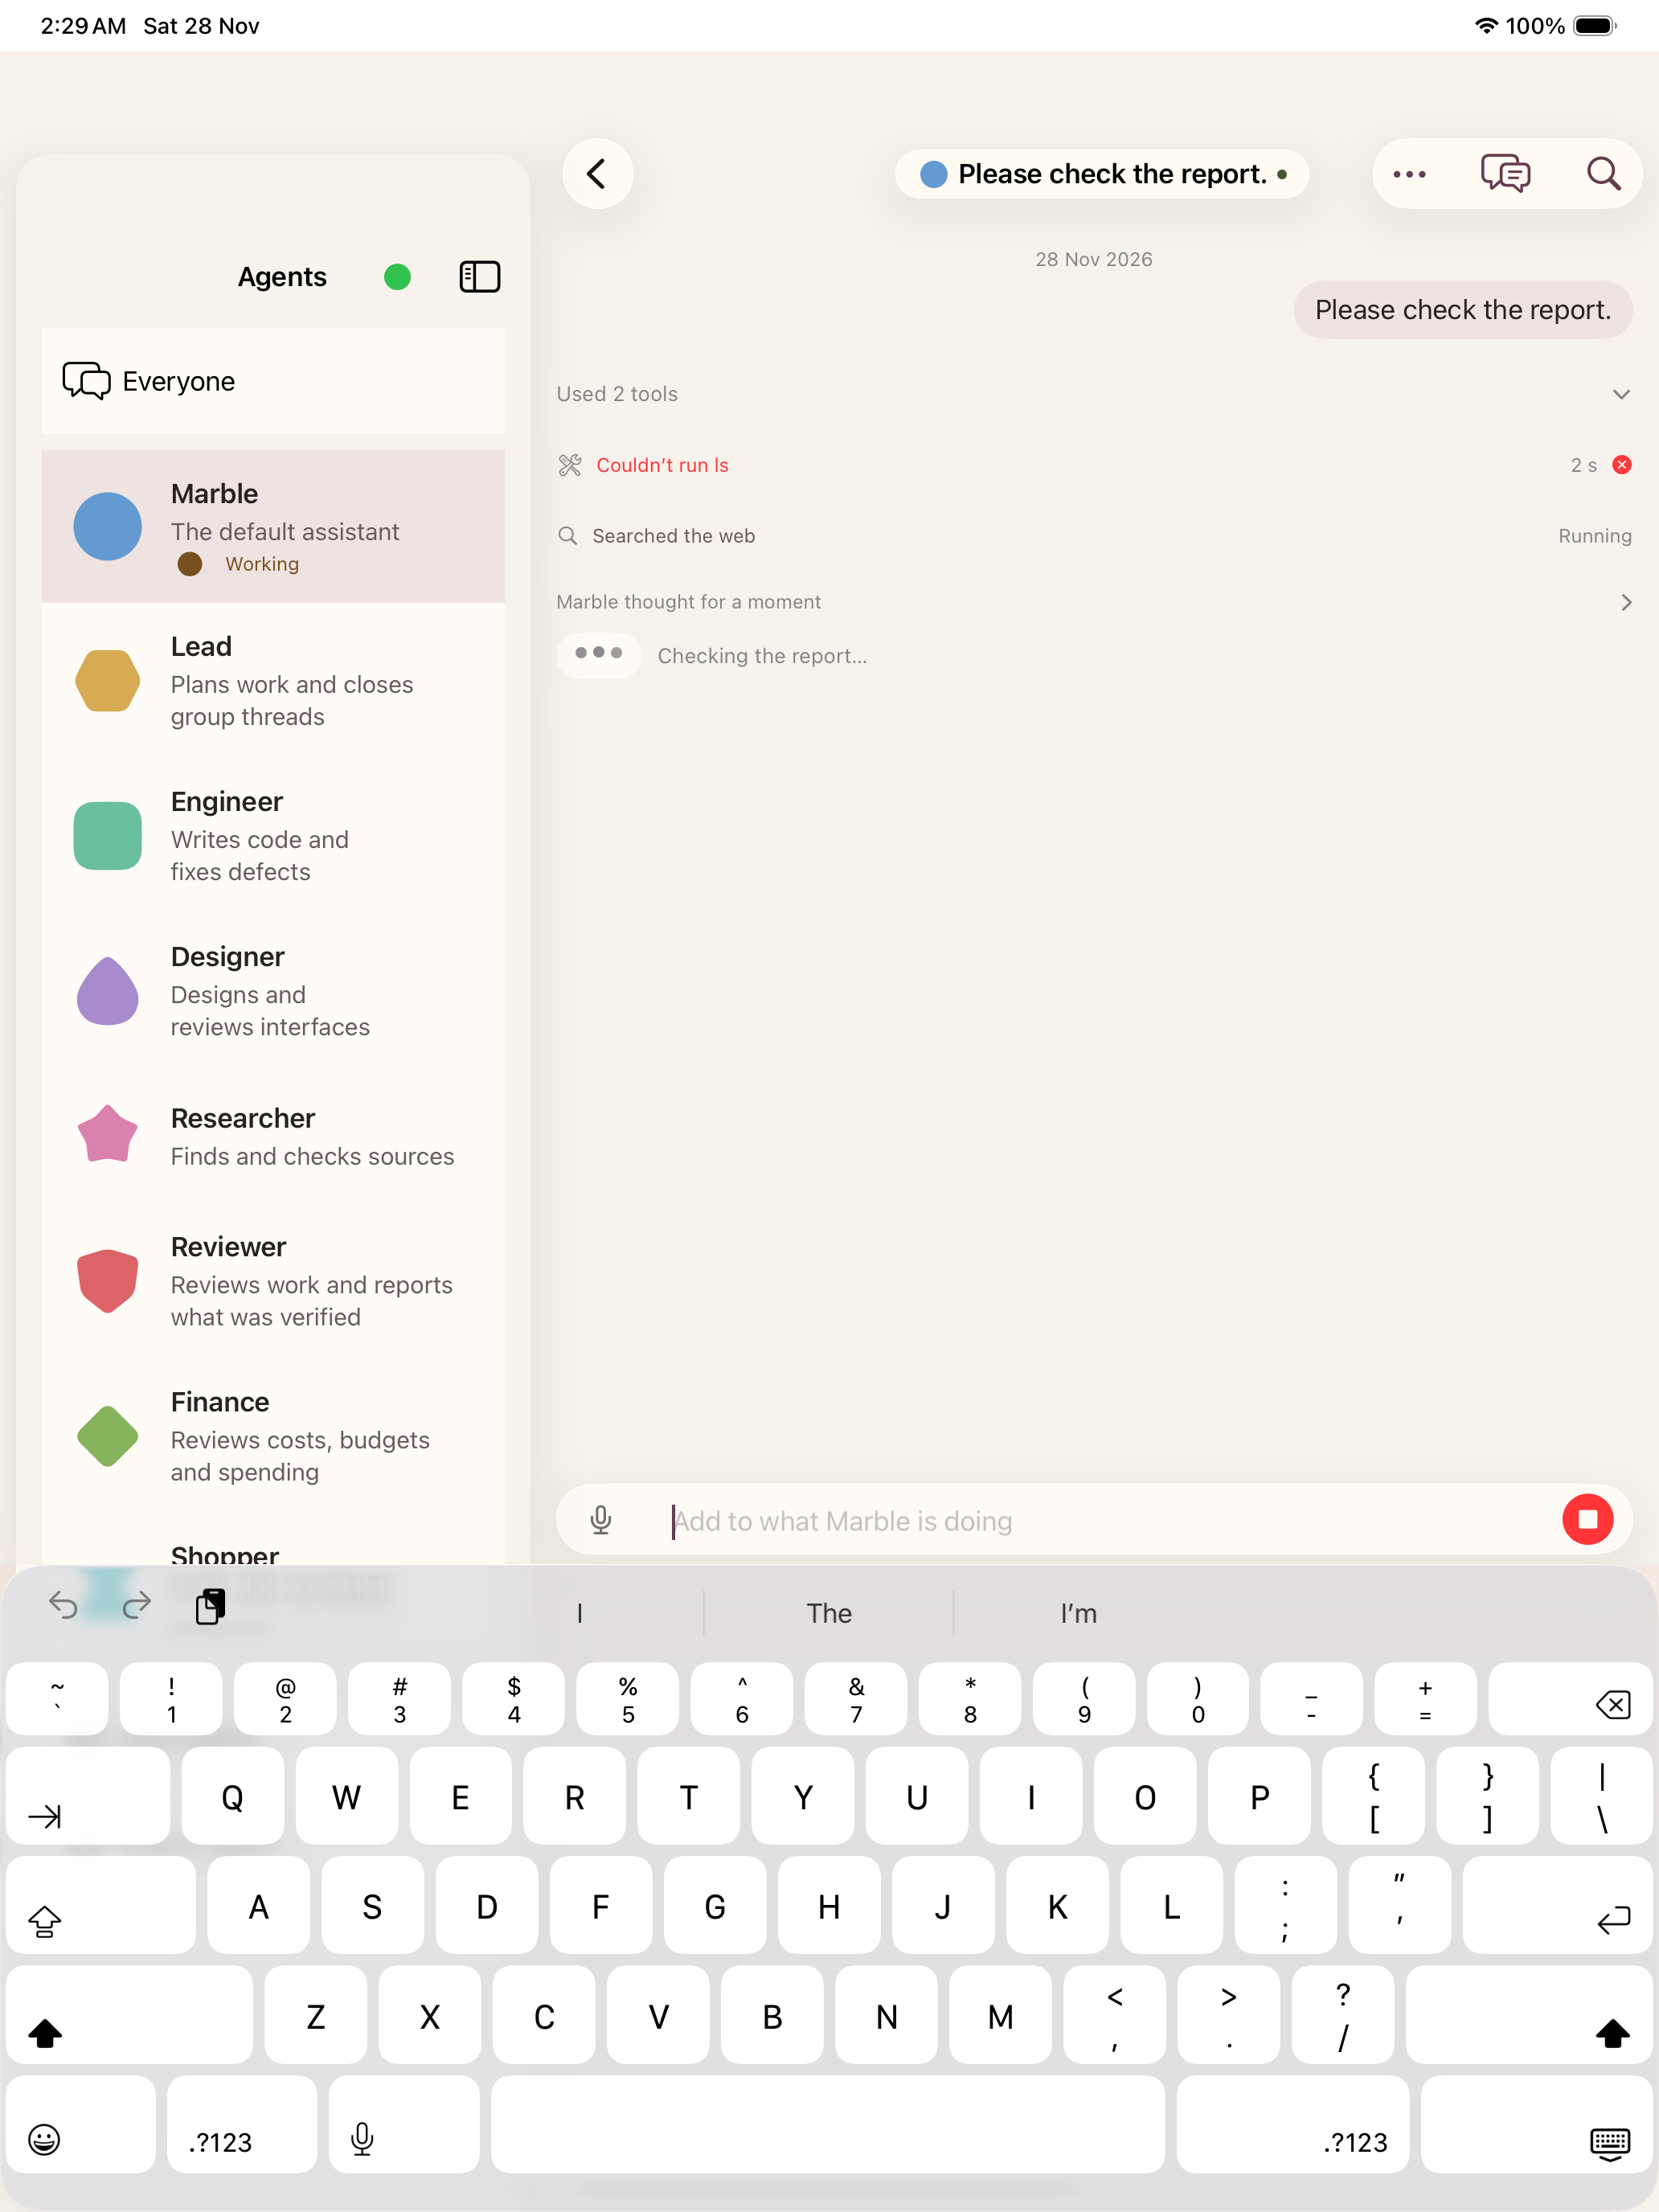 2:29 AM Sat 28 Nov
100%
Agents
Everyone
Marble
The default assistant
Working
Lead
Plans work and closes
group threads
Engineer
Writes code and
fixes defects
Designer
Designs and
reviews interfaces
Researcher
Finds and checks sources
Reviewer
Reviews work and reports
what was verified
Finance
Reviews costs, budgets
and spending
Shopper
Please check the report.
28 Nov 2026
Please check the report.
Used 2 tools
Couldn’t run ls
2 s
Searched the web
Running
Marble thought for a moment
Checking the report…
Add to what Marble is doing
I
The
I’m
~ ! @ # $ % ^ & * ( ) _ +
` 1 2 3 4 5 6 7 8 9 0 - =
Q W E R T Y U I O P { } |
[ ] \
A S D F G H J K L : "
; '
Z X C V B N M < > ?
, . /
.?123
.?123